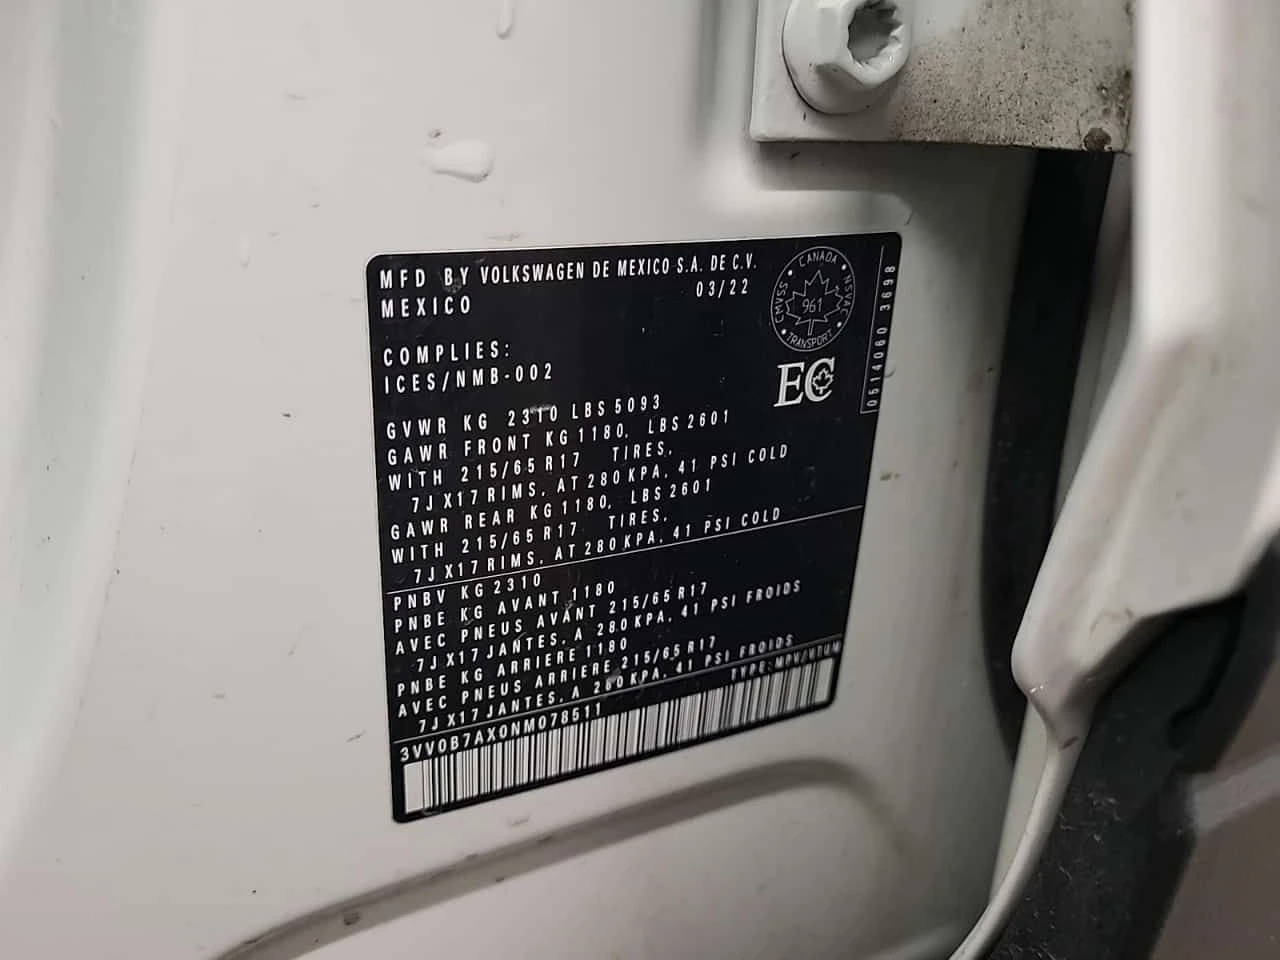 MFD BY VOLKSWAGEN DE MEXICO S.A. DE C.V.
MEXICO 03/22
CANADA
NSVAC
TRANSPORT
CMVSS
961
0514060 3698
COMPLIES:
ICES/NMB-002
EC
GVWR KG 2310 LBS 5093
GAWR FRONT KG 1180, LBS 2601
WITH 215/65 R17 TIRES,
7J X17 RIMS, AT 280 KPA, 41 PSI COLD
GAWR REAR KG 1180, LBS 2601
WITH 215/65 R17 TIRES,
7J X17 RIMS, AT 280 KPA, 41 PSI COLD
PNBV KG 2310
PNBE KG AVANT 1180
AVEC PNEUS AVANT 215/65 R17
7J X17 JANTES, A 280 KPA, 41 PSI FROIDS
PNBE KG ARRIERE 1180
AVEC PNEUS ARRIERE 215/65 R17
7J X17 JANTES, A 280 KPA, 41 PSI FROIDS
3VV0B7AX0NM078511 TYPE: MPV/VTUM